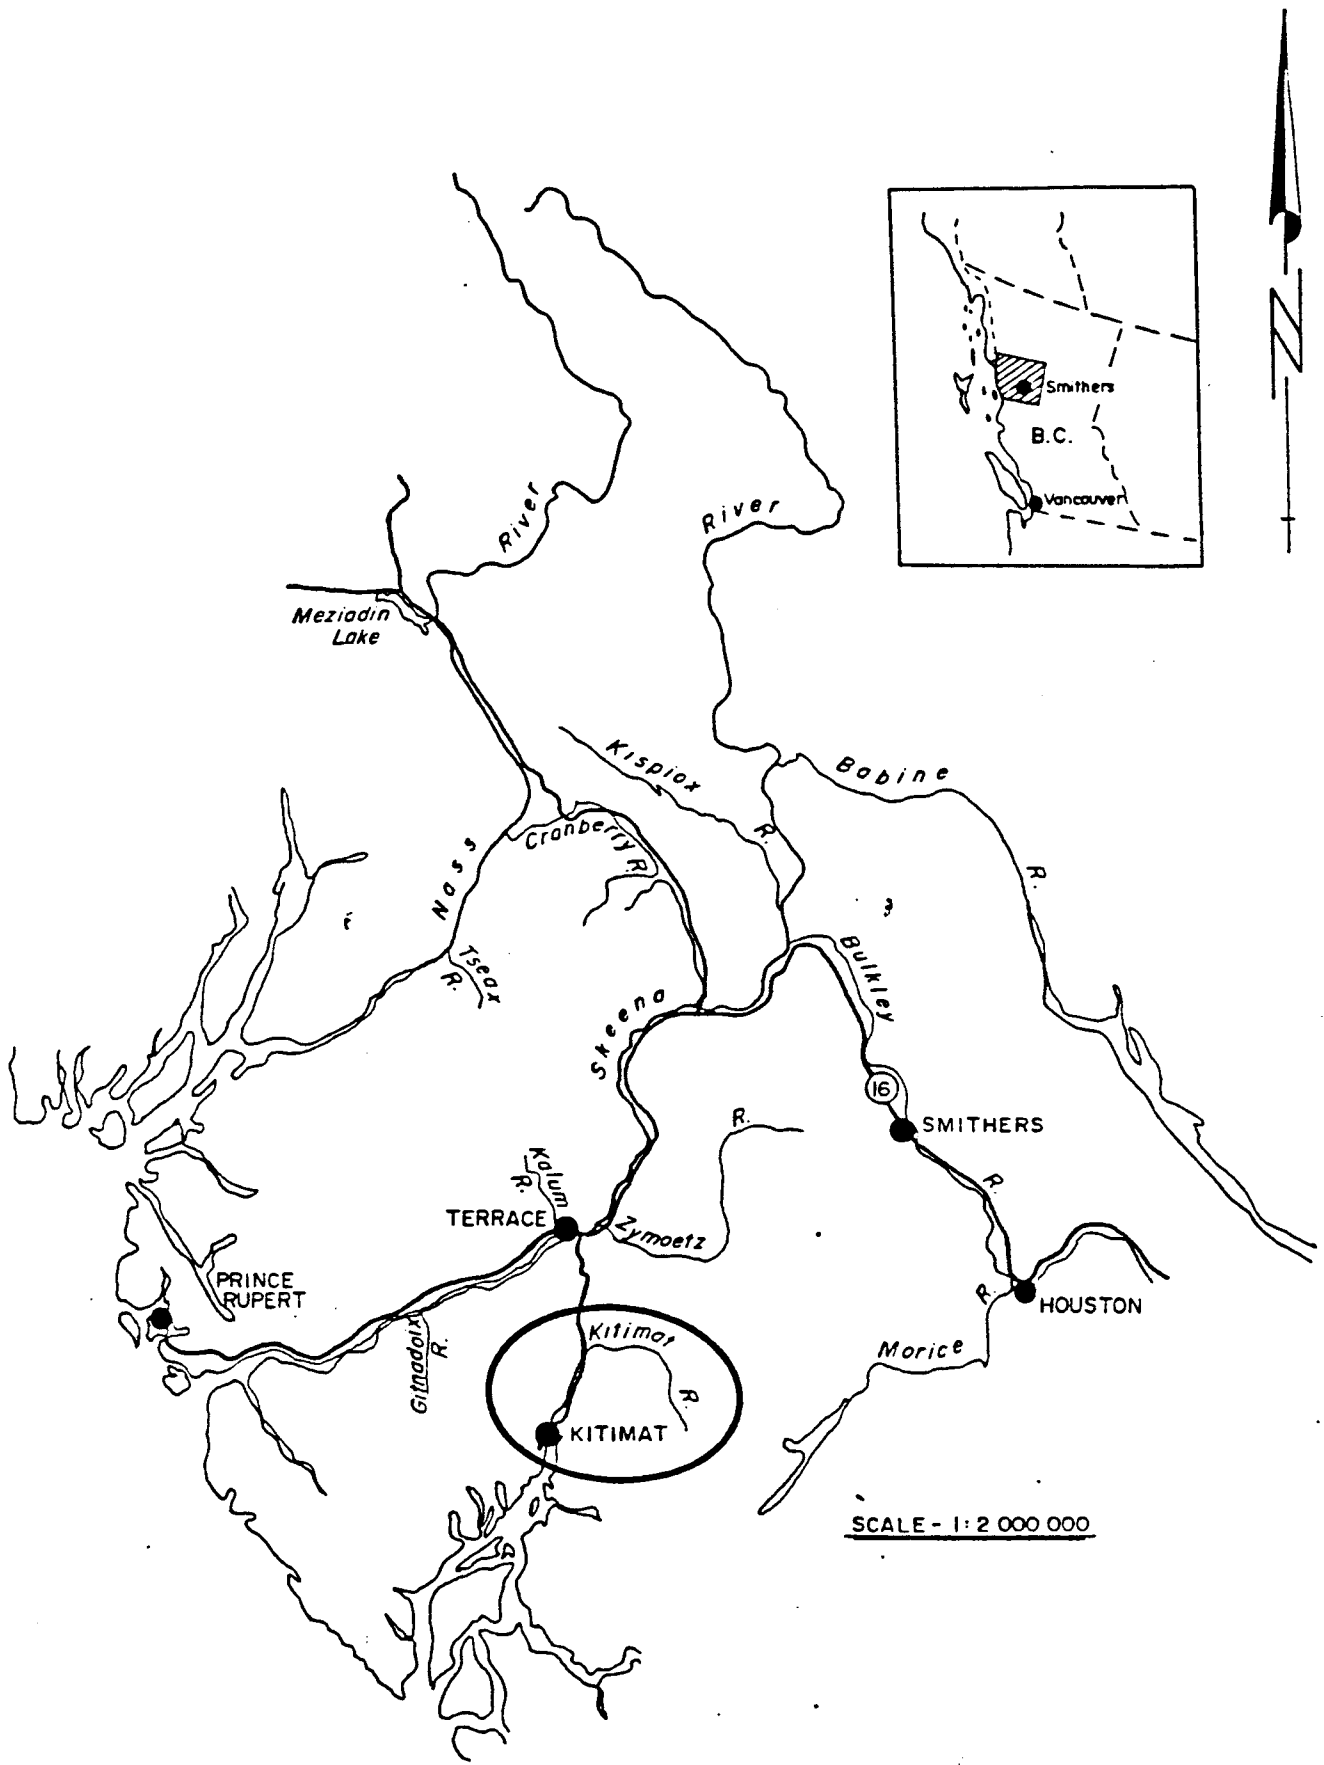 N
Smithers
B.C.
Vancouver
River
River
Meziadin
Lake
Kispiox
R.
Babine
R.
Cranberry
R.
Nass
Tseax
R.
Bulkley
Skeena
16
SMITHERS
R.
Kalum
R.
R.
TERRACE
Zymoetz
PRINCE
RUPERT
R.
HOUSTON
Gitnadoix
R.
Kitimat
R.
Morice
KITIMAT
SCALE - 1:2 000 000